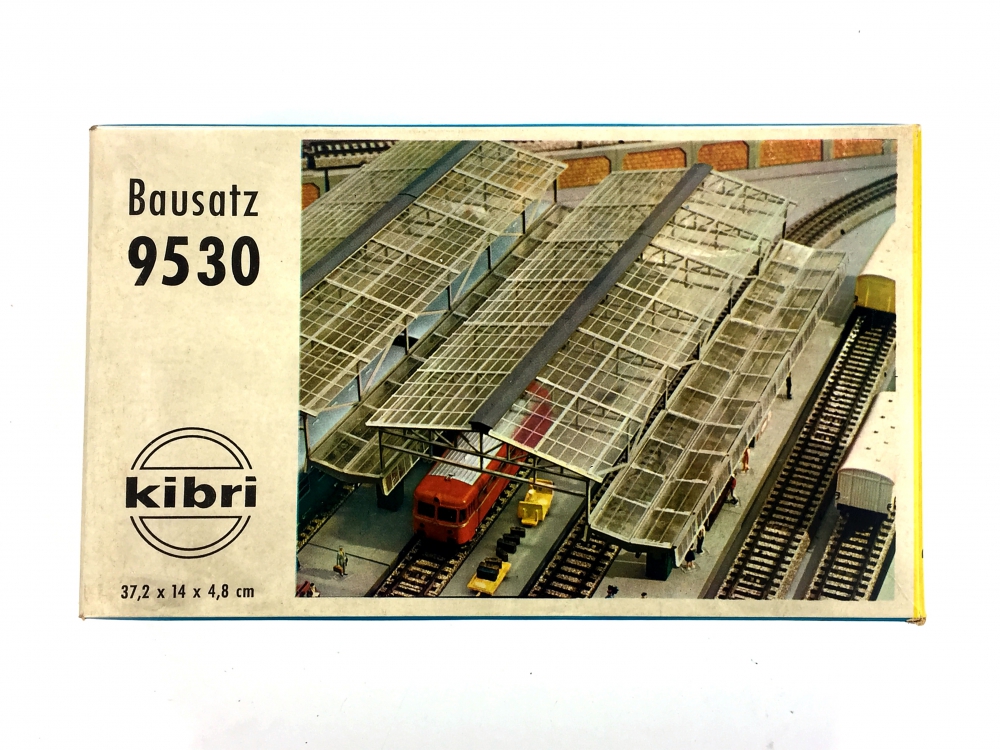 Bausatz
9530
kibri
37,2 x 14 x 4,8 cm